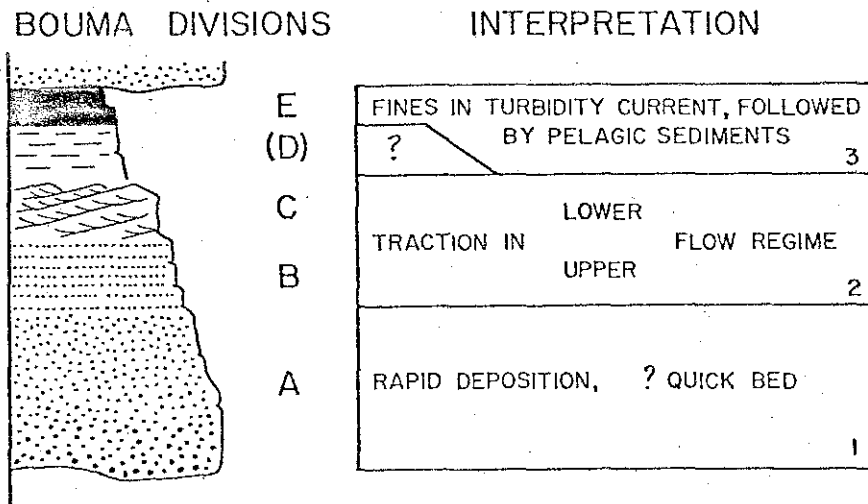 BOUMA DIVISIONS INTERPRETATION
E
(D)
C
B
A
FINES IN TURBIDITY CURRENT, FOLLOWED
BY PELAGIC SEDIMENTS
?
3
LOWER
TRACTION IN FLOW REGIME
UPPER
2
RAPID DEPOSITION, ? QUICK BED
1